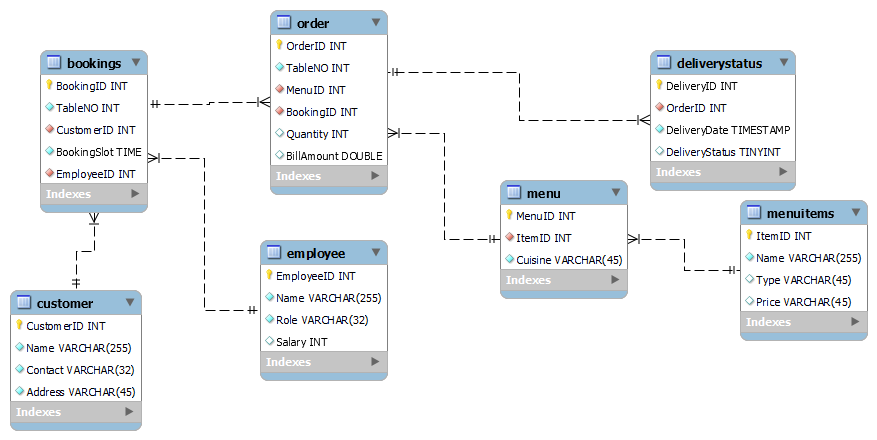 order
OrderID INT
TableNO INT
MenuID INT
BookingID INT
Quantity INT
BillAmount DOUBLE
Indexes
bookings
BookingID INT
TableNO INT
CustomerID INT
BookingSlot TIME
EmployeeID INT
Indexes
deliverystatus
DeliveryID INT
OrderID INT
DeliveryDate TIMESTAMP
DeliveryStatus TINYINT
Indexes
menu
MenuID INT
ItemID INT
Cuisine VARCHAR(45)
Indexes
menuitems
ItemID INT
Name VARCHAR(255)
Type VARCHAR(45)
Price VARCHAR(45)
Indexes
employee
EmployeeID INT
Name VARCHAR(255)
Role VARCHAR(32)
Salary INT
Indexes
customer
CustomerID INT
Name VARCHAR(255)
Contact VARCHAR(32)
Address VARCHAR(45)
Indexes